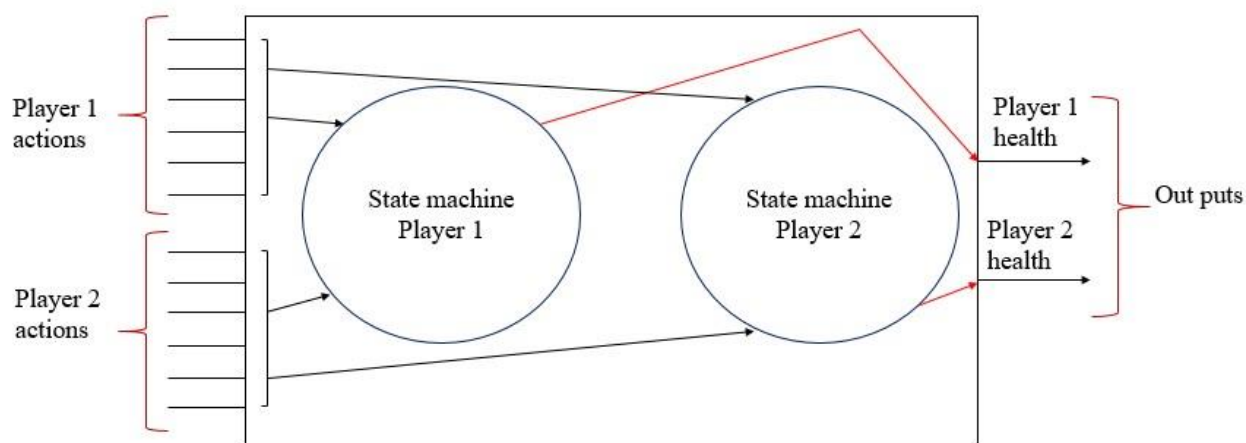 Player 1
actions
Player 2
actions
State machine
Player 1
State machine
Player 2
Player 1
health
Player 2
health
Out puts